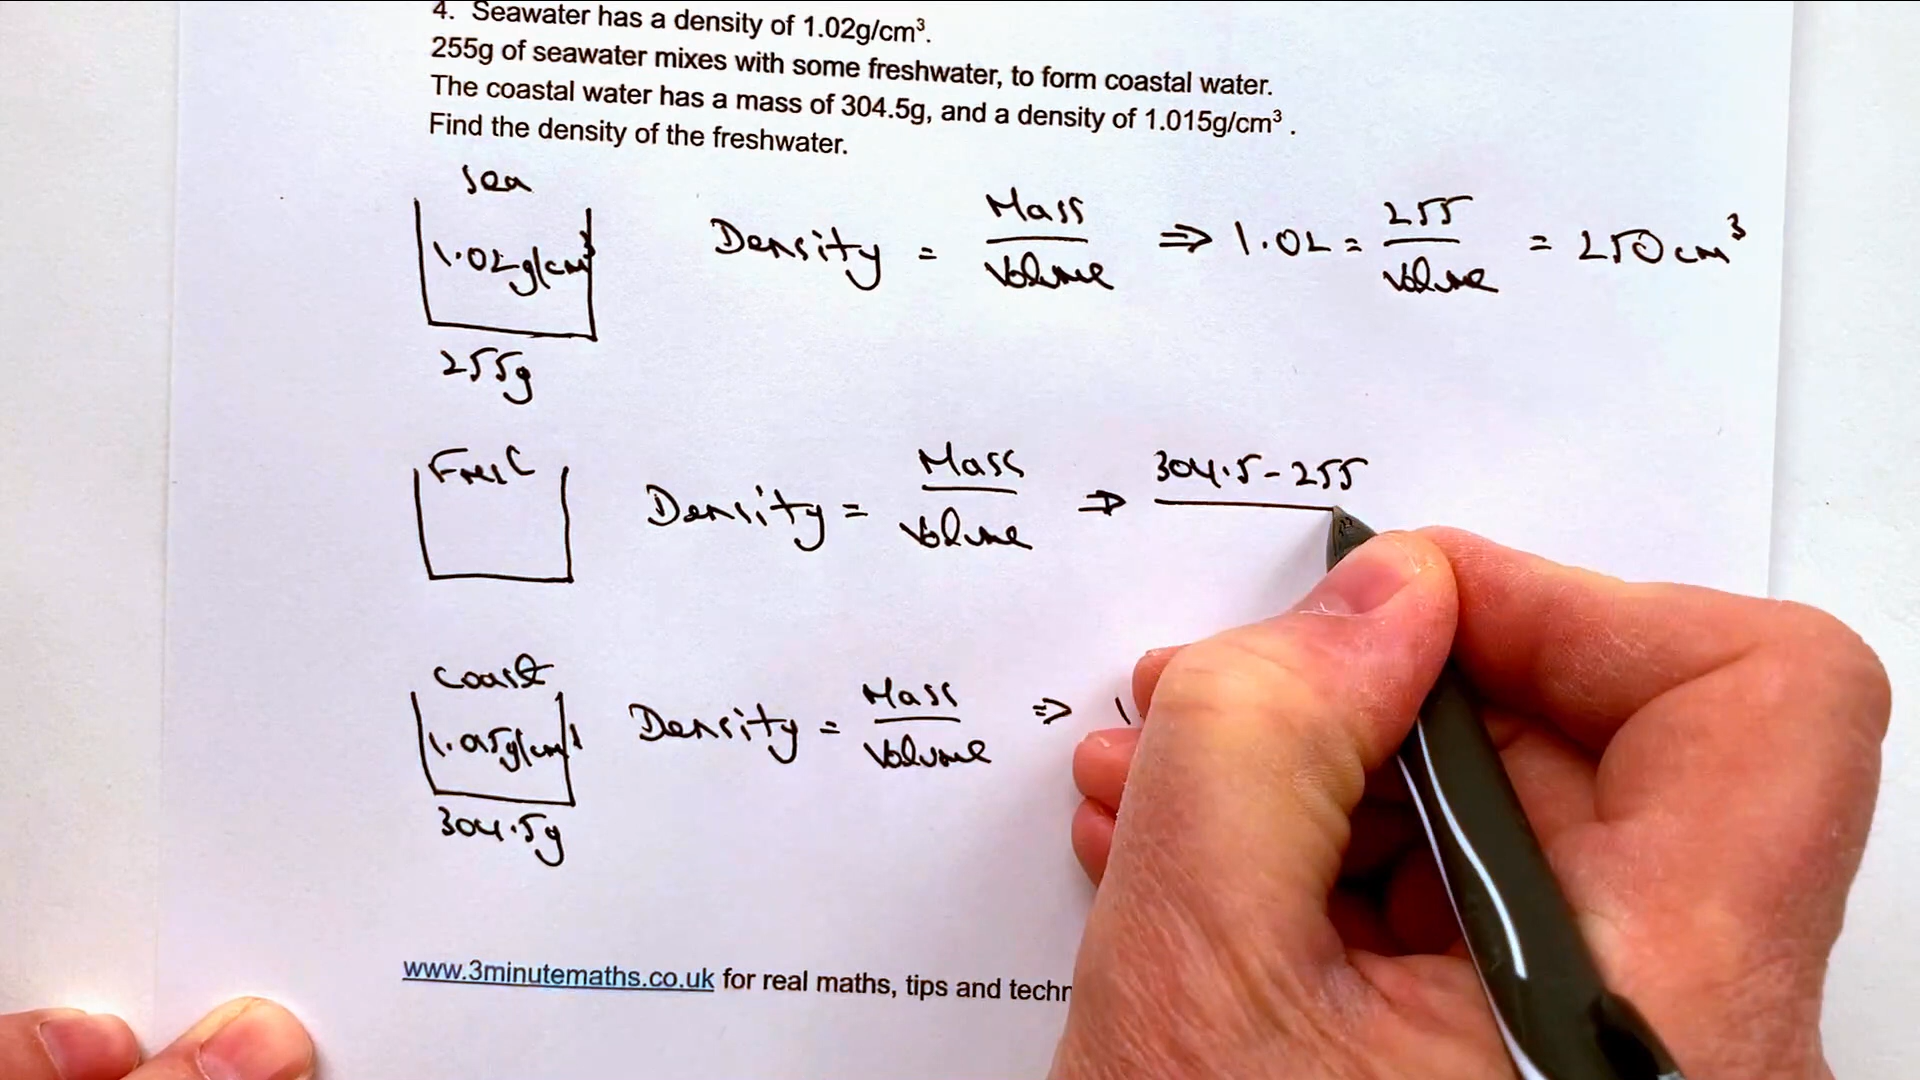 4. Seawater has a density of 1.02g/cm³.
255g of seawater mixes with some freshwater, to form coastal water.
The coastal water has a mass of 304.5g, and a density of 1.015g/cm³ .
Find the density of the freshwater.
Sea
1.02g/cm³
255g
Density = Mass / Volume ⇒ 1.02 = 255 / Volume = 250cm³
Density = Mass / Volume ⇒ 304.5-255
Coast
304.5g
Density = Mass / Volume ⇒ 1.
www.3minutemaths.co.uk for real maths, tips and techn